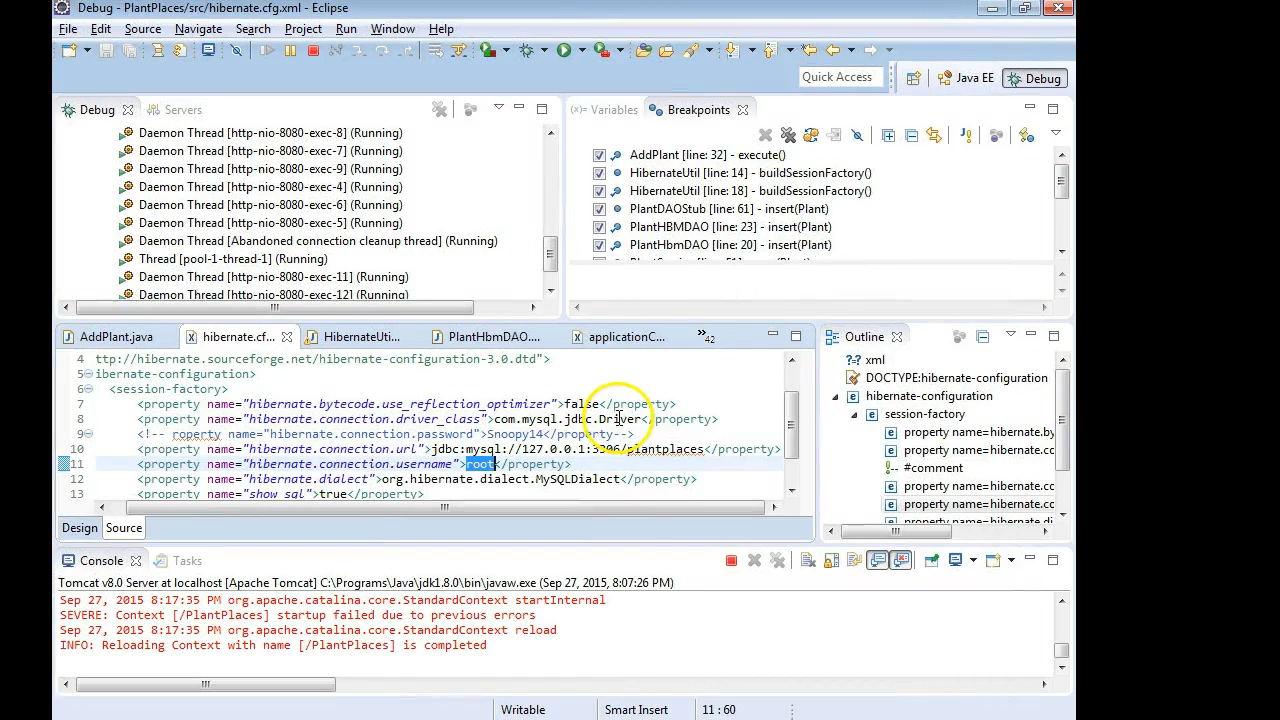 Debug - PlantPlaces/src/hibernate.cfg.xml - Eclipse
File Edit Source Navigate Search Project Run Window Help
Quick Access Java EE Debug
Debug Servers
Daemon Thread [http-nio-8080-exec-8] (Running)
Daemon Thread [http-nio-8080-exec-7] (Running)
Daemon Thread [http-nio-8080-exec-9] (Running)
Daemon Thread [http-nio-8080-exec-4] (Running)
Daemon Thread [http-nio-8080-exec-6] (Running)
Daemon Thread [http-nio-8080-exec-5] (Running)
Daemon Thread [Abandoned connection cleanup thread] (Running)
Thread [pool-1-thread-1] (Running)
Daemon Thread [http-nio-8080-exec-11] (Running)
Daemon Thread [http-nio-8080-exec-12] (Running)
(x)= Variables Breakpoints
AddPlant [line: 32] - execute()
HibernateUtil [line: 14] - buildSessionFactory()
HibernateUtil [line: 18] - buildSessionFactory()
PlantDAOStub [line: 61] - insert(Plant)
PlantHBMDAO [line: 23] - insert(Plant)
PlantHbmDAO [line: 20] - insert(Plant)
AddPlant.java hibernate.cf... HibernateUti... PlantHbmDAO.... applicationC... »42
4 ttp://hibernate.sourceforge.net/hibernate-configuration-3.0.dtd">
5 ibernate-configuration>
6 <session-factory>
7 <property name="hibernate.bytecode.use_reflection_optimizer">false</property>
8 <property name="hibernate.connection.driver_class">com.mysql.jdbc.Driver</property>
9 <!-- roperty name="hibernate.connection.password">Snoopy14</property-->
10 <property name="hibernate.connection.url">jdbc:mysql://127.0.0.1:3306/plantplaces</property>
11 <property name="hibernate.connection.username">root</property>
12 <property name="hibernate.dialect">org.hibernate.dialect.MySQLDialect</property>
13 <property name="show_sql">true</property>
Design Source
Outline
xml
DOCTYPE:hibernate-configuration
hibernate-configuration
session-factory
property name=hibernate.by
property name=hibernate.co
#comment
property name=hibernate.co
property name=hibernate.co
property name=hibernate.di
Console Tasks
Tomcat v8.0 Server at localhost [Apache Tomcat] C:\Programs\Java\jdk1.8.0\bin\javaw.exe (Sep 27, 2015, 8:07:26 PM)
Sep 27, 2015 8:17:35 PM org.apache.catalina.core.StandardContext startInternal
SEVERE: Context [/PlantPlaces] startup failed due to previous errors
Sep 27, 2015 8:17:35 PM org.apache.catalina.core.StandardContext reload
INFO: Reloading Context with name [/PlantPlaces] is completed
Writable Smart Insert 11 : 60